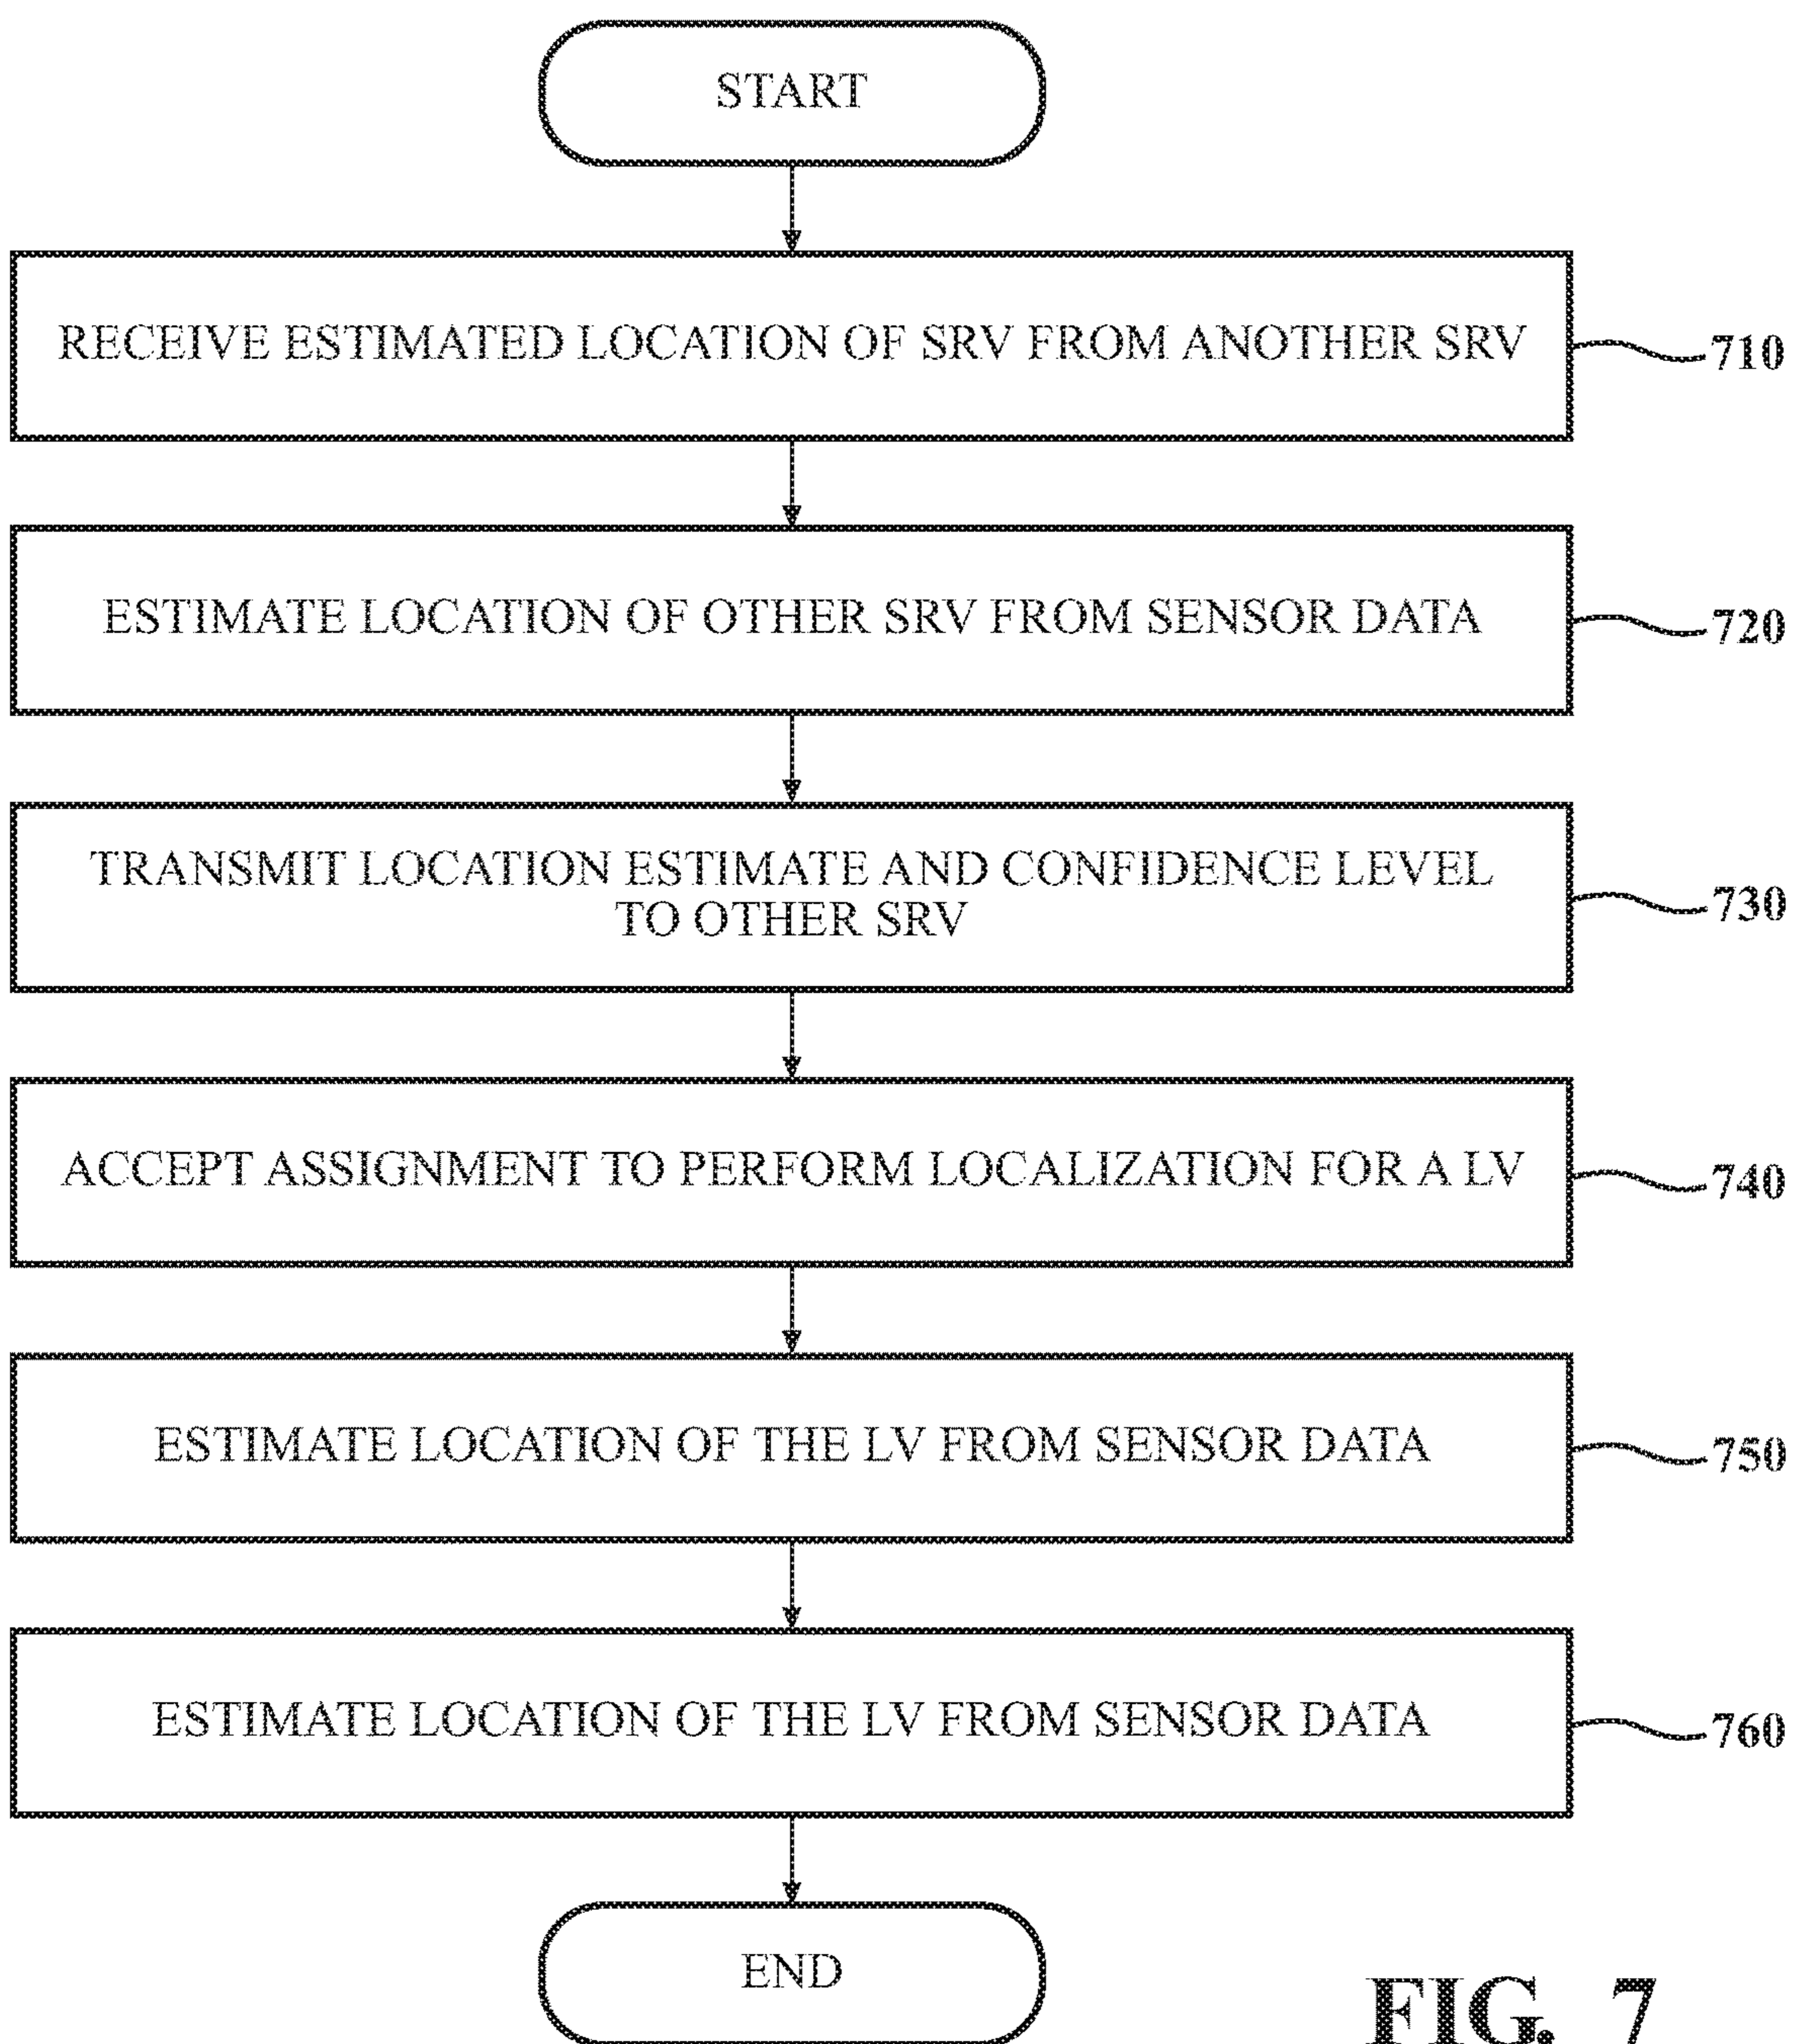 START
RECEIVE ESTIMATED LOCATION OF SRV FROM ANOTHER SRV
710
ESTIMATE LOCATION OF OTHER SRV FROM SENSOR DATA
720
TRANSMIT LOCATION ESTIMATE AND CONFIDENCE LEVEL
TO OTHER SRV
730
ACCEPT ASSIGNMENT TO PERFORM LOCALIZATION FOR A LV
740
ESTIMATE LOCATION OF THE LV FROM SENSOR DATA
750
ESTIMATE LOCATION OF THE LV FROM SENSOR DATA
760
END
FIG. 7